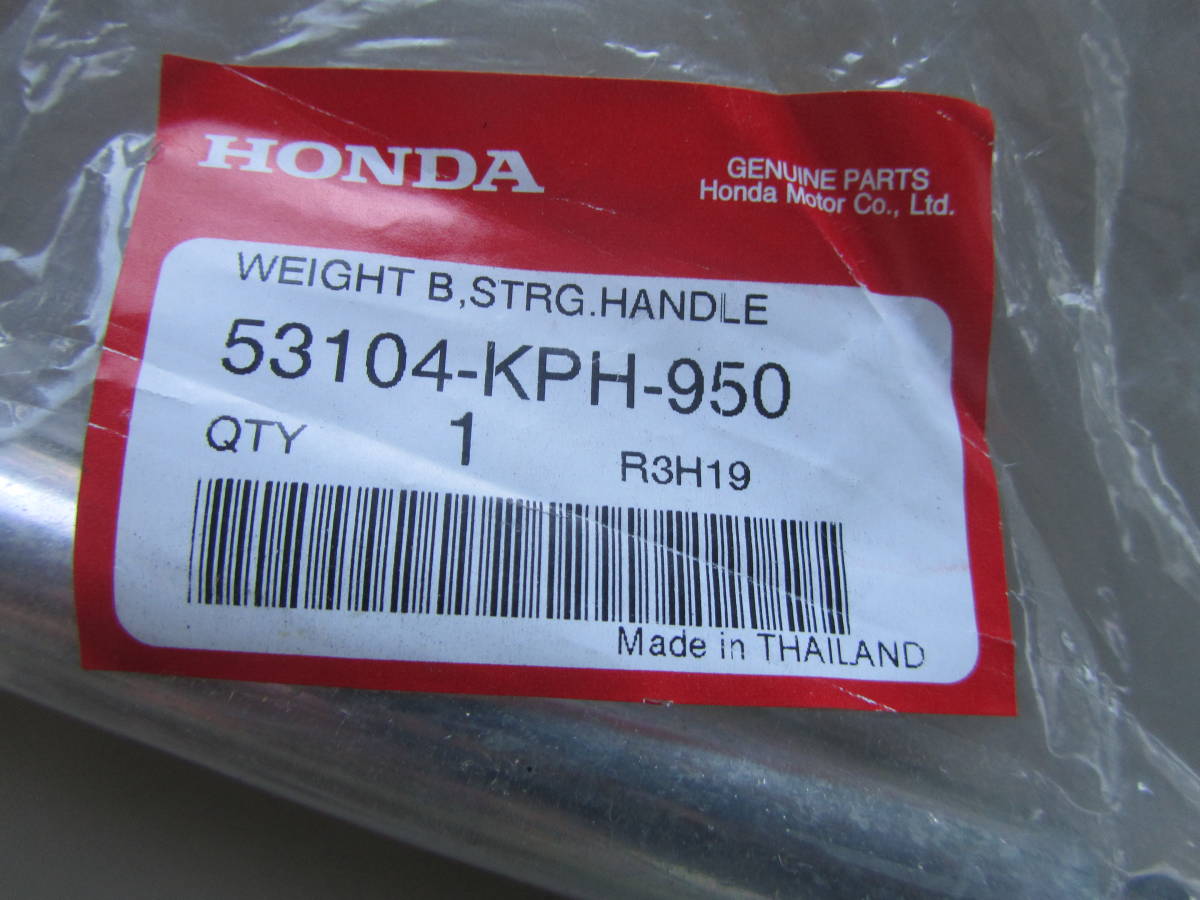 HONDA
GENUINE PARTS
Honda Motor Co., Ltd.
WEIGHT B,STRG.HANDLE
53104-KPH-950
QTY 1 R3H19
Made in THAILAND